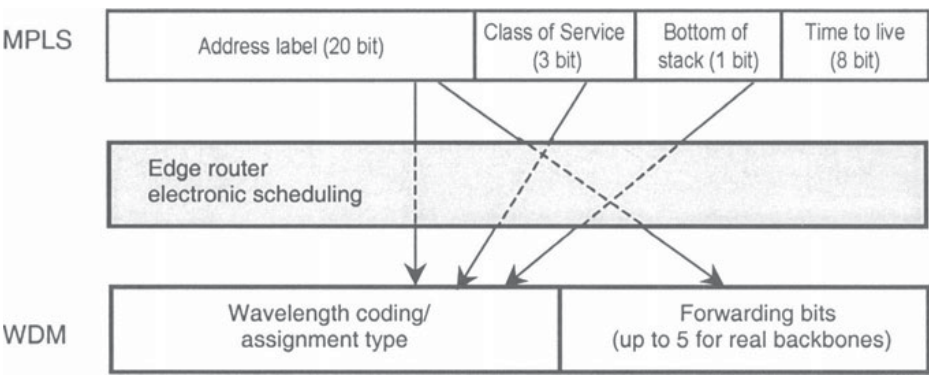 MPLS
Address label (20 bit)
Class of Service
(3 bit)
Bottom of
stack (1 bit)
Time to live
(8 bit)
Edge router
electronic scheduling
WDM
Wavelength coding/
assignment type
Forwarding bits
(up to 5 for real backbones)